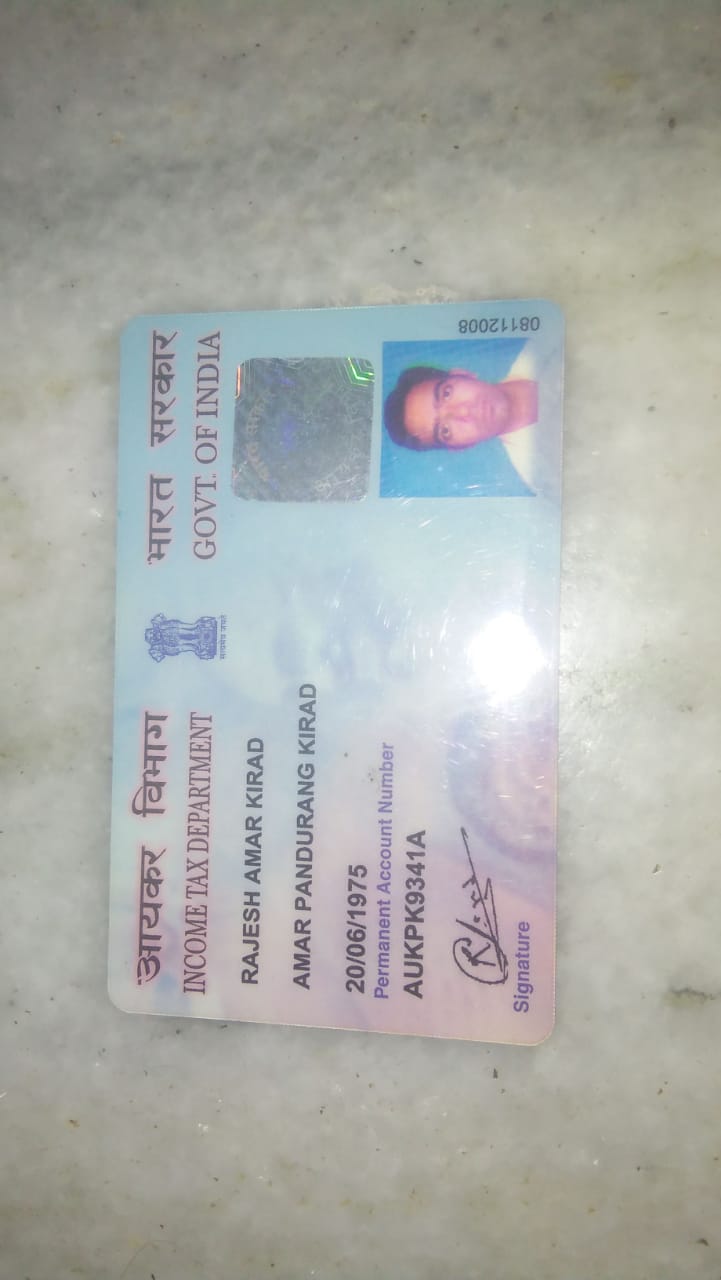 आयकर विभाग
INCOME TAX DEPARTMENT
भारत सरकार
GOVT. OF INDIA
सत्यमेव जयते
RAJESH AMAR KIRAD
AMAR PANDURANG KIRAD
20/06/1975
Permanent Account Number
AUKPK9341A
Signature
08112008